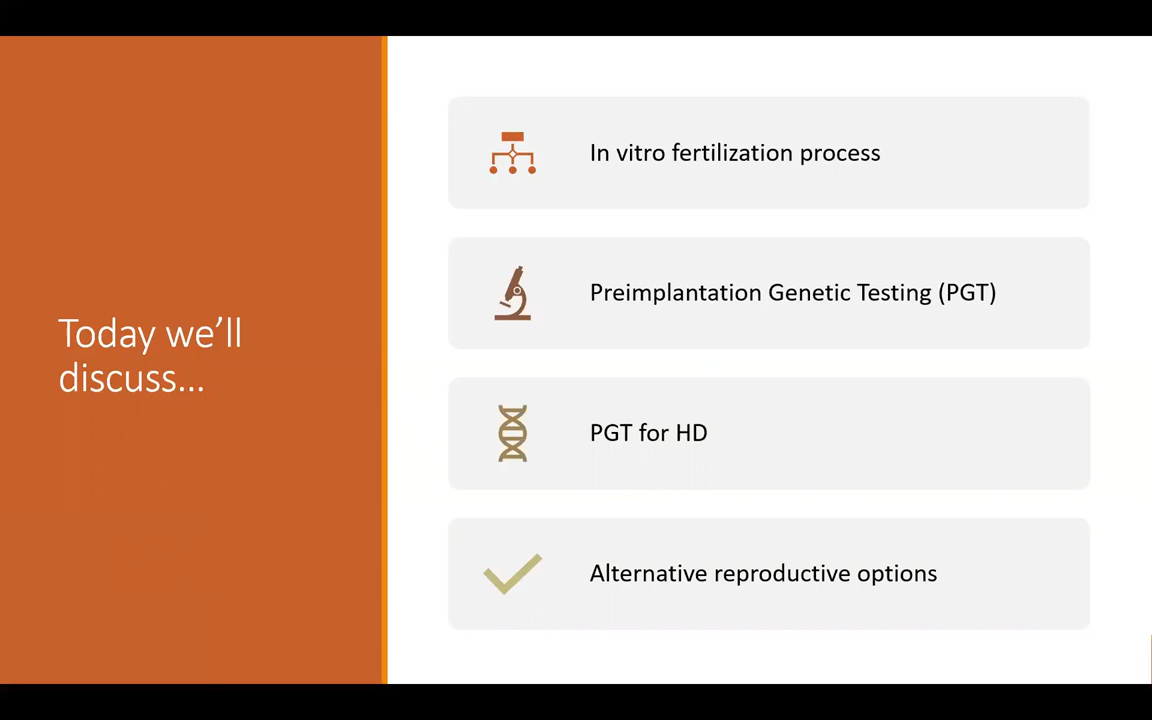 Today we’ll
discuss…
In vitro fertilization process
Preimplantation Genetic Testing (PGT)
PGT for HD
Alternative reproductive options